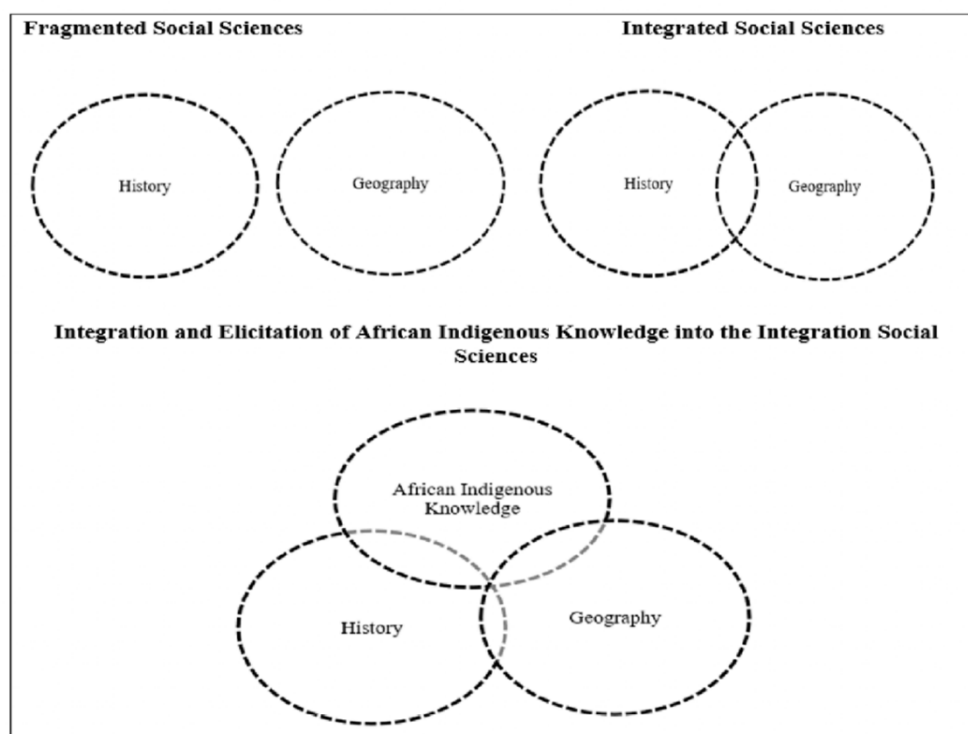 Fragmented Social Sciences
Integrated Social Sciences
History
Geography
History
Geography
Integration and Elicitation of African Indigenous Knowledge into the Integration Social
Sciences
African Indigenous
Knowledge
History
Geography